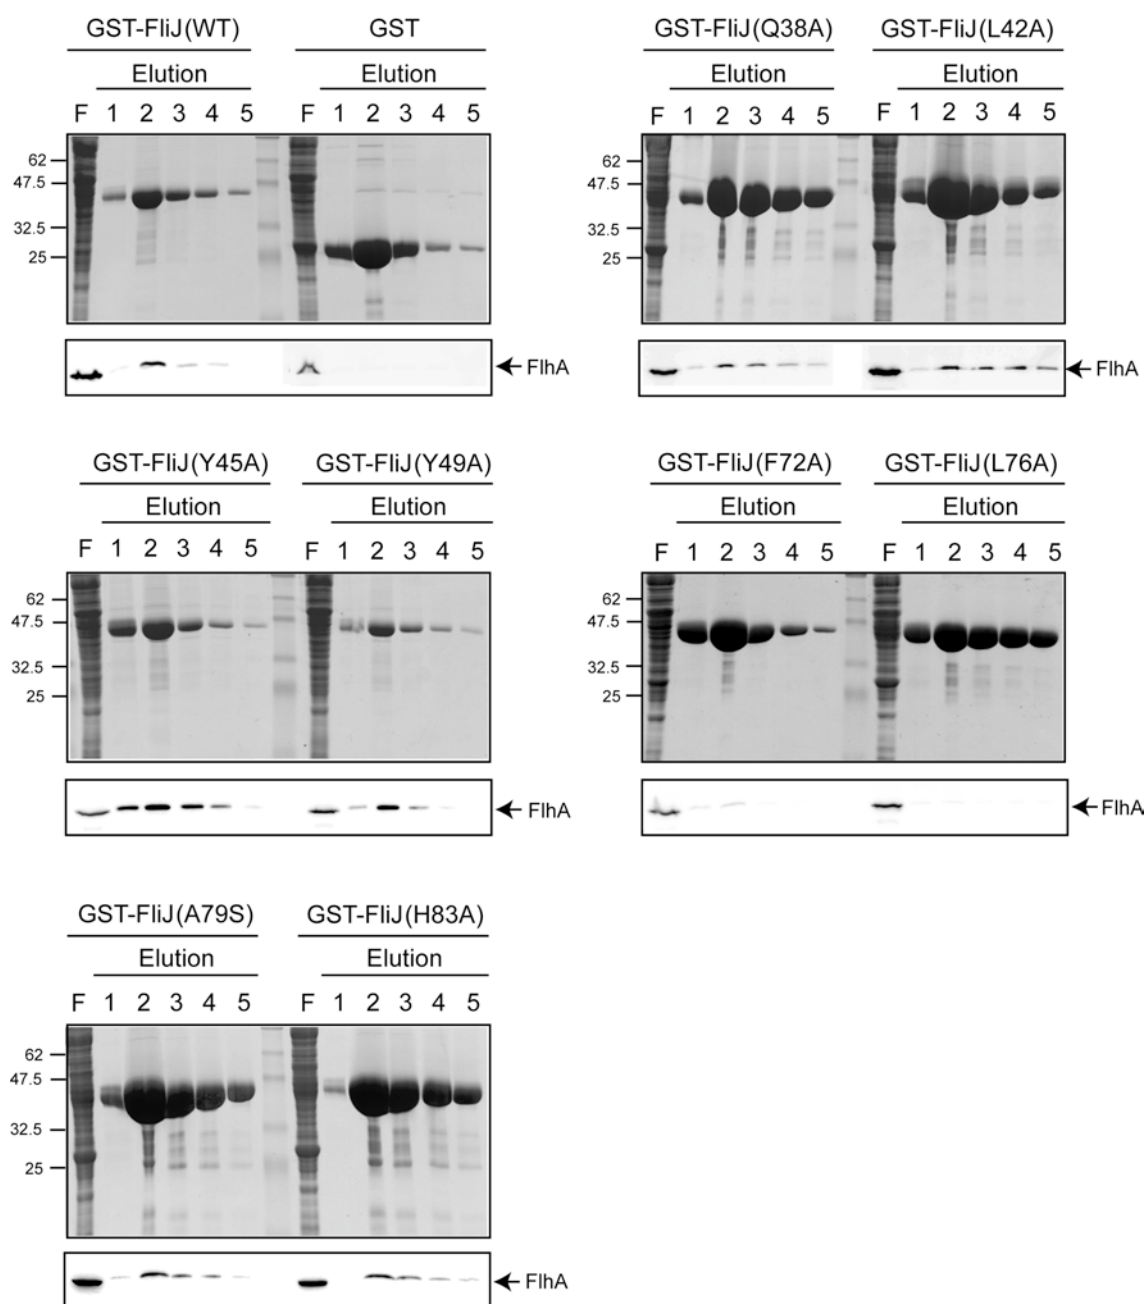 GST-FliJ(WT) GST
Elution Elution
F 1 2 3 4 5 F 1 2 3 4 5
62
47.5
32.5
25
FlhA
GST-FliJ(Q38A) GST-FliJ(L42A)
Elution Elution
F 1 2 3 4 5 F 1 2 3 4 5
62
47.5
32.5
25
FlhA
GST-FliJ(Y45A) GST-FliJ(Y49A)
Elution Elution
F 1 2 3 4 5 F 1 2 3 4 5
62
47.5
32.5
25
FlhA
GST-FliJ(F72A) GST-FliJ(L76A)
Elution Elution
F 1 2 3 4 5 F 1 2 3 4 5
62
47.5
32.5
25
FlhA
GST-FliJ(A79S) GST-FliJ(H83A)
Elution Elution
F 1 2 3 4 5 F 1 2 3 4 5
62
47.5
32.5
25
FlhA